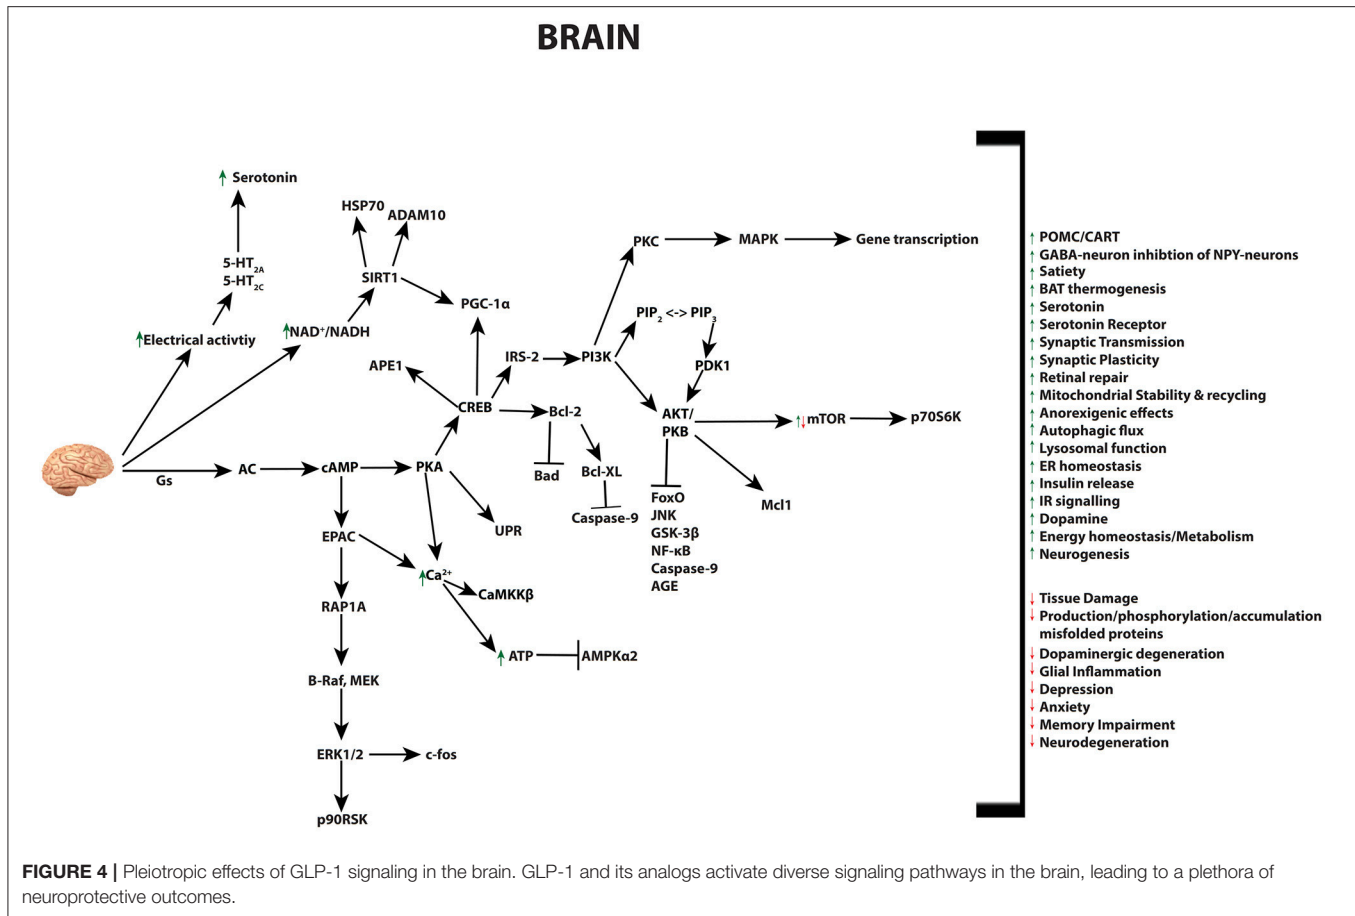 BRAIN
↑ Serotonin
HSP70
ADAM10
5-HT2A
5-HT2C
SIRT1
PGC-1α
↑Electrical activtiy
↑NAD+/NADH
PKC
MAPK
Gene transcription
PIP2 <-> PIP3
APE1
IRS-2
PI3K
PDK1
CREB
Bcl-2
AKT/
PKB
↑↓ mTOR
p70S6K
Gs
AC
cAMP
PKA
Bad
Bcl-XL
Caspase-9
Mcl1
FoxO
JNK
GSK-3β
NF-κB
Caspase-9
AGE
UPR
EPAC
↑Ca2+
CaMKKβ
RAP1A
↑ ATP
AMPKα2
B-Raf, MEK
ERK1/2
c-fos
p90RSK
↑ POMC/CART
↑ GABA-neuron inhibtion of NPY-neurons
↑ Satiety
↑ BAT thermogenesis
↑ Serotonin
↑ Serotonin Receptor
↑ Synaptic Transmission
↑ Synaptic Plasticity
↑ Retinal repair
↑ Mitochondrial Stability & recycling
↑ Anorexigenic effects
↑ Autophagic flux
↑ Lysosomal function
↑ ER homeostasis
↑ Insulin release
↑ IR signalling
↑ Dopamine
↑ Energy homeostasis/Metabolism
↑ Neurogenesis
↓ Tissue Damage
↓ Production/phosphorylation/accumulation
misfolded proteins
↓ Dopaminergic degeneration
↓ Glial Inflammation
↓ Depression
↓ Anxiety
↓ Memory Impairment
↓ Neurodegeneration
FIGURE 4 | Pleiotropic effects of GLP-1 signaling in the brain. GLP-1 and its analogs activate diverse signaling pathways in the brain, leading to a plethora of
neuroprotective outcomes.